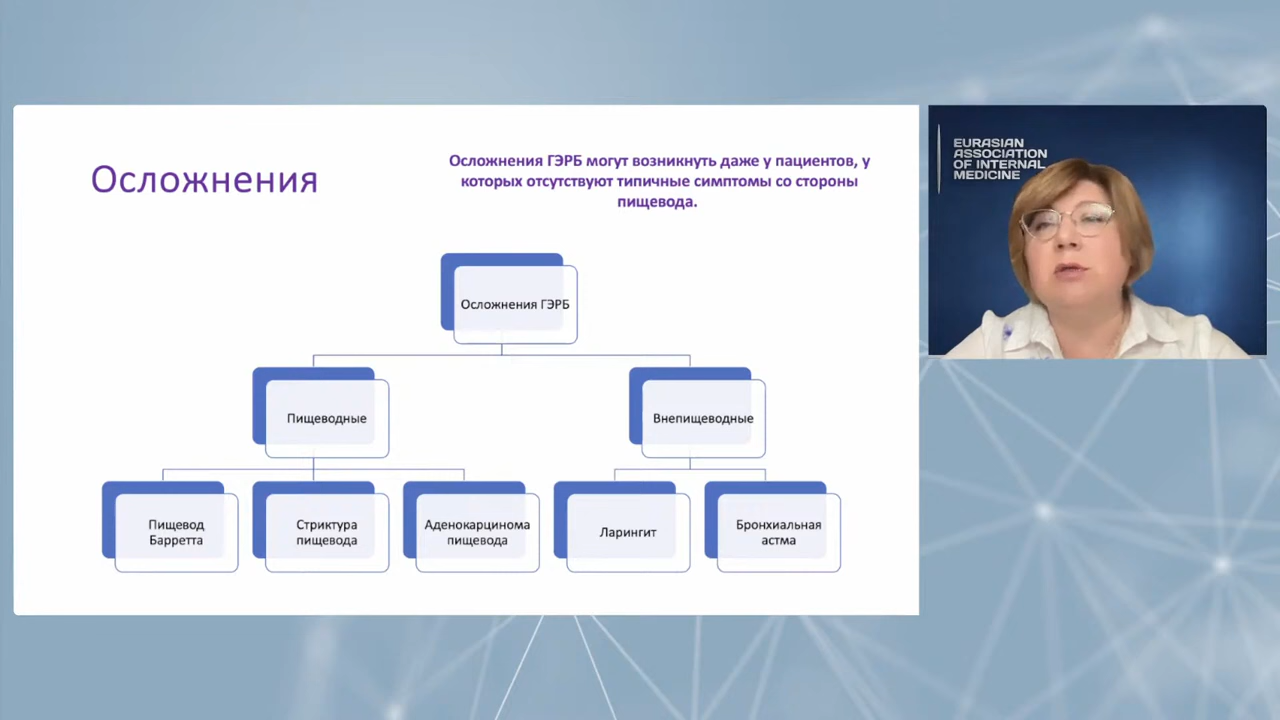 Осложнения
Осложнения ГЭРБ могут возникнуть даже у пациентов, у
которых отсутствуют типичные симптомы со стороны
пищевода.
Осложнения ГЭРБ
Пищеводные
Внепищеводные
Пищевод
Барретта
Стриктура
пищевода
Аденокарцинома
пищевода
Ларингит
Бронхиальная
астма
EURASIAN
ASSOCIATION
OF INTERNAL
MEDICINE